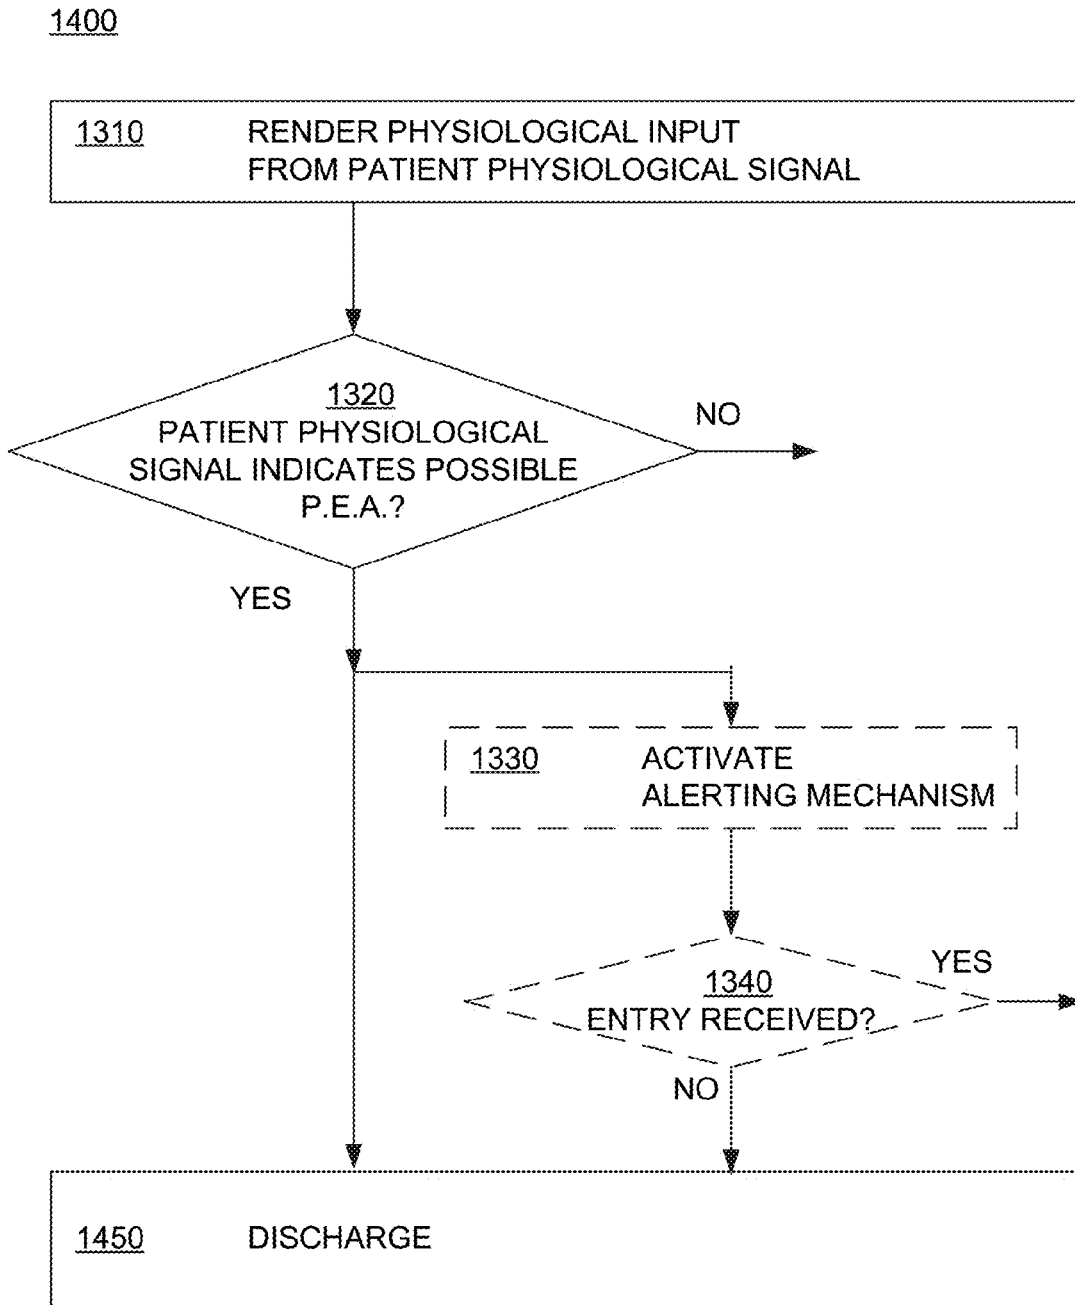 1400
1310 RENDER PHYSIOLOGICAL INPUT
FROM PATIENT PHYSIOLOGICAL SIGNAL
1320
PATIENT PHYSIOLOGICAL
SIGNAL INDICATES POSSIBLE
P.E.A.?
NO
YES
1330 ACTIVATE
ALERTING MECHANISM
1340
ENTRY RECEIVED?
YES
NO
1450 DISCHARGE